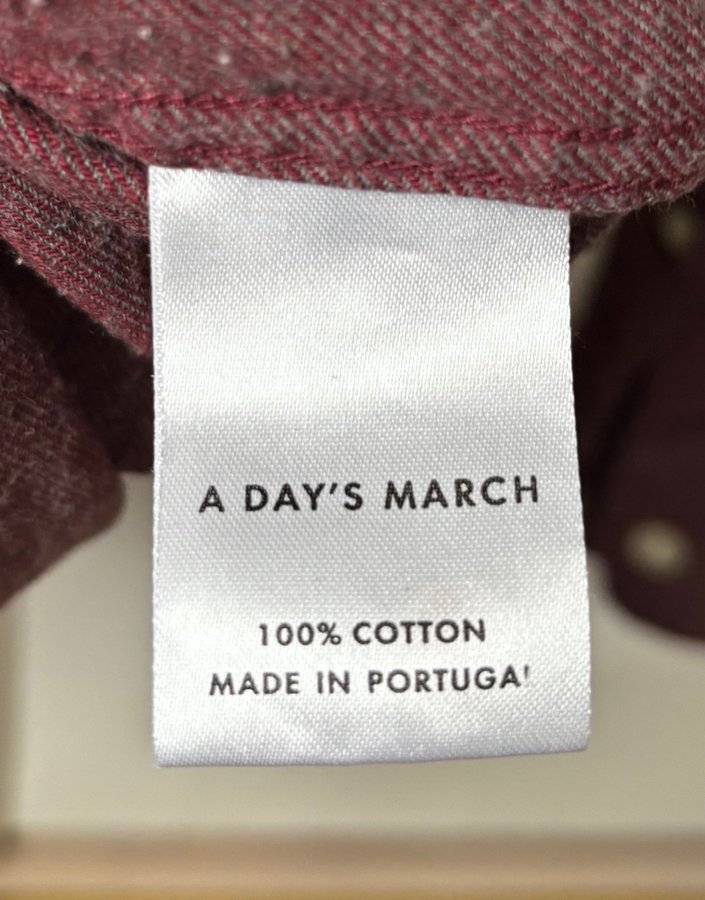 A DAY'S MARCH
100% COTTON
MADE IN PORTUGA'